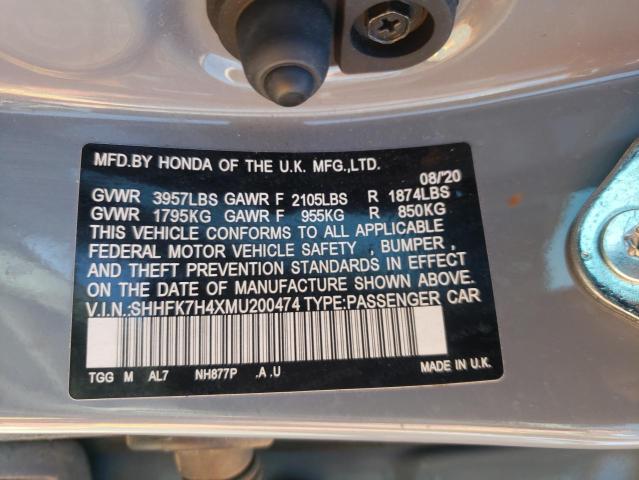 MFD.BY HONDA OF THE U.K. MFG.,LTD.
08/'20
GVWR 3957LBS GAWR F 2105LBS R 1874LBS
GVWR 1795KG GAWR F 955KG R 850KG
THIS VEHICLE CONFORMS TO ALL APPLICABLE
FEDERAL MOTOR VEHICLE SAFETY , BUMPER ,
AND THEFT PREVENTION STANDARDS IN EFFECT
ON THE DATE OF MANUFACTURE SHOWN ABOVE.
V.I.N.:SHHFK7H4XMU200474 TYPE:PASSENGER CAR
TGG M AL7 NH877P .A .U MADE IN U.K.